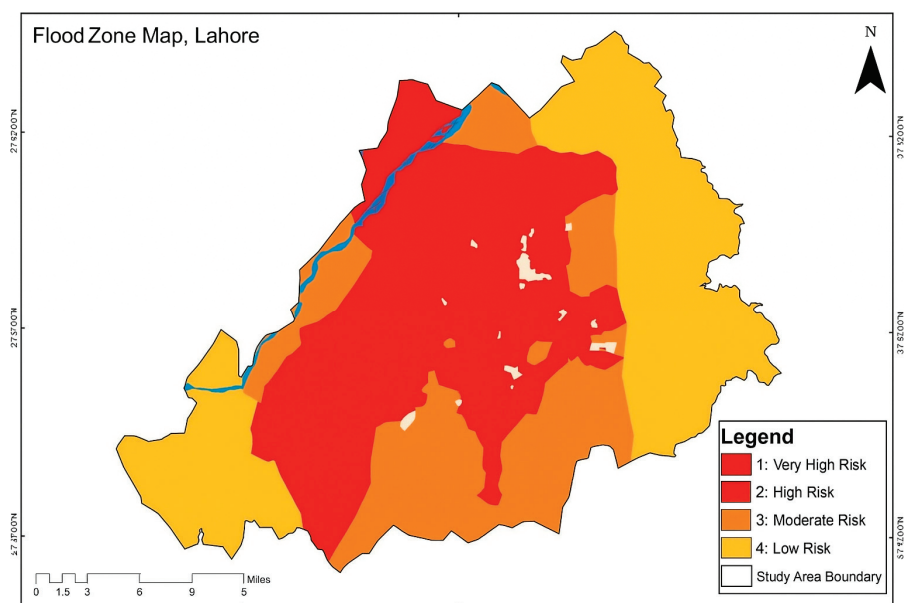 Flood Zone Map, Lahore
N
Legend
1: Very High Risk
2: High Risk
3: Moderate Risk
4: Low Risk
Study Area Boundary
Miles
0 1.5 3 6 9 5